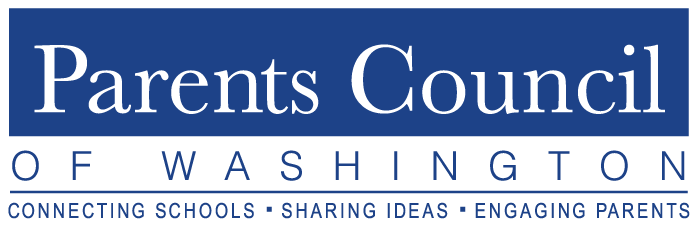 Parents Council
OF WASHINGTON
CONNECTING SCHOOLS ▪ SHARING IDEAS ▪ ENGAGING PARENTS